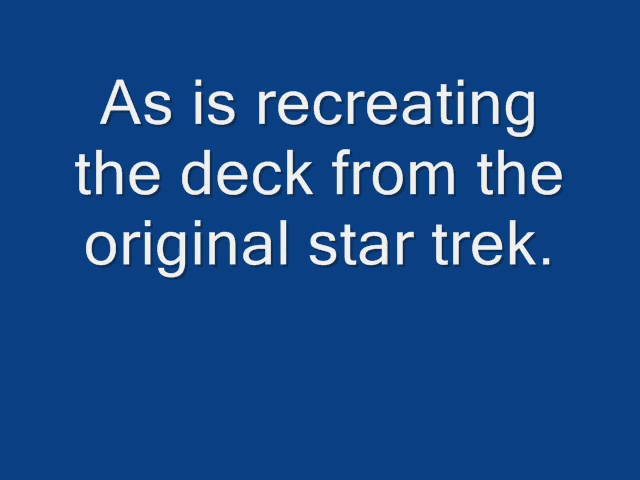 As is recreating
the deck from the
original star trek.